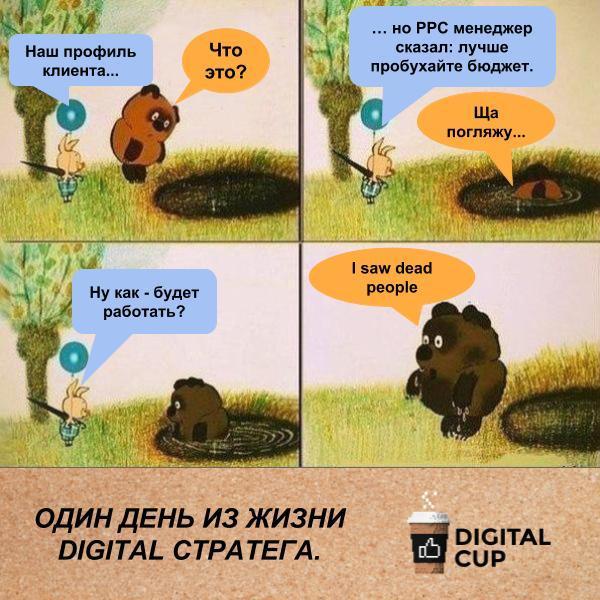 Наш профиль
клиента...
Что
это?
... но PPC менеджер
сказал: лучше
пробухайте бюджет.
Ща
погляжу...
Ну как - будет
работать?
I saw dead
people
ОДИН ДЕНЬ ИЗ ЖИЗНИ
DIGITAL СТРАТЕГА.
DIGITAL
CUP